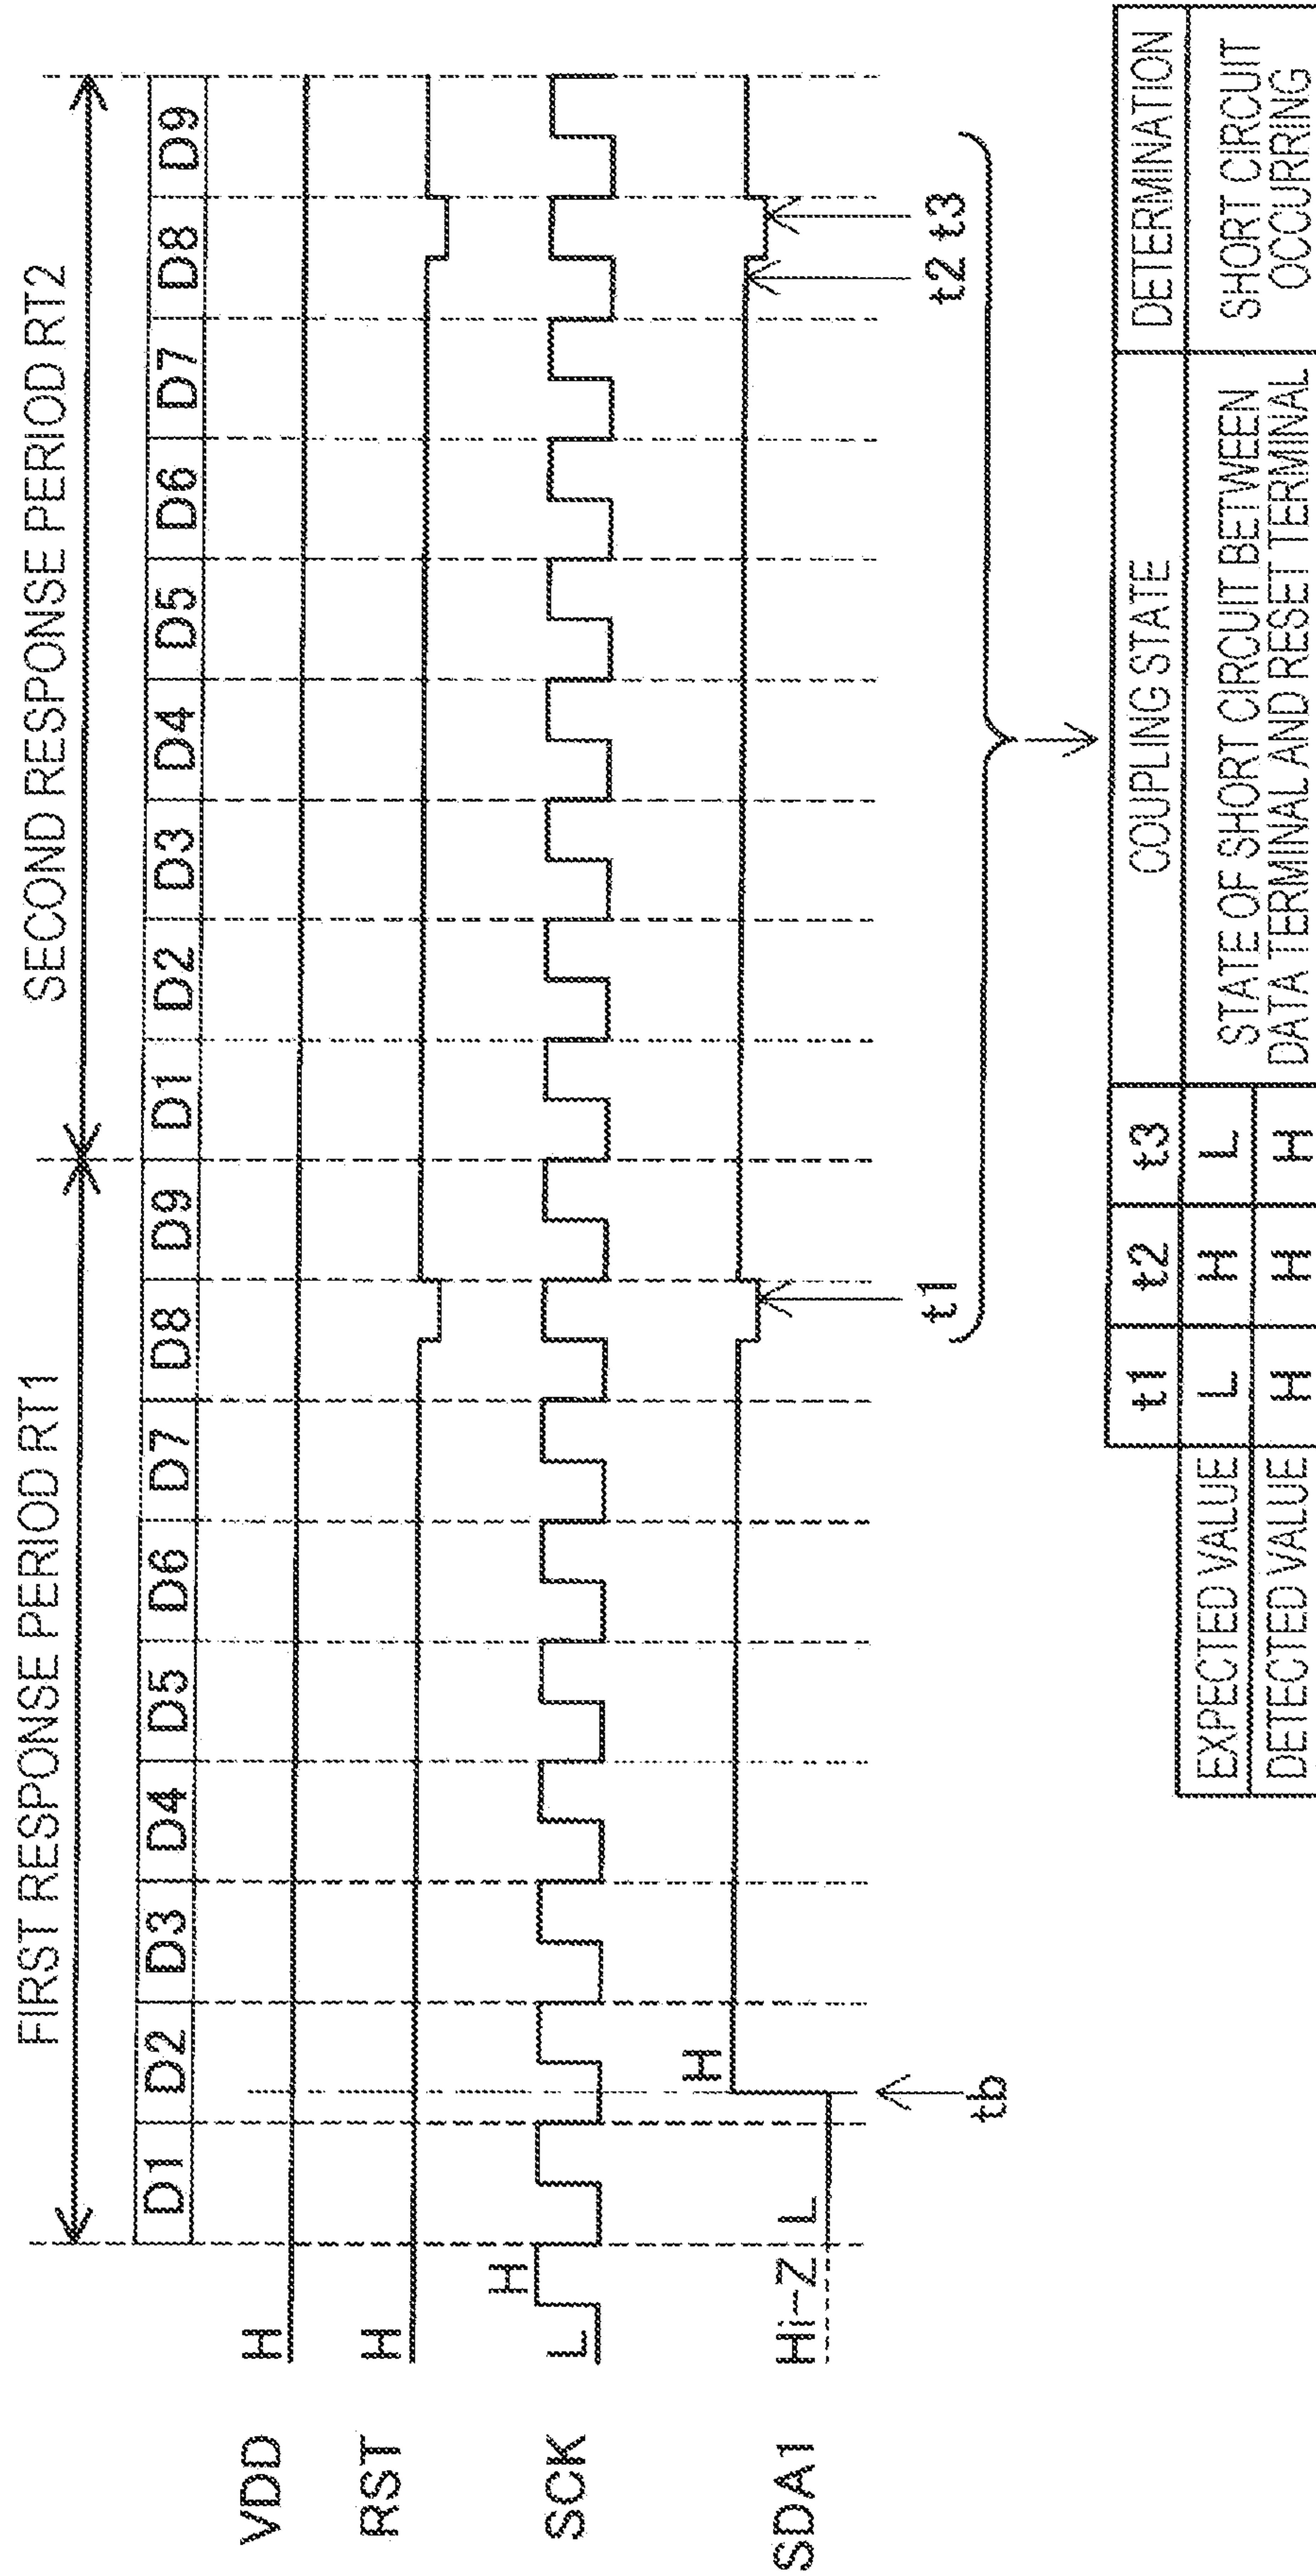 FIRST RESPONSE PERIOD RT1
SECOND RESPONSE PERIOD RT2
D1 D2 D3 D4 D5 D6 D7 D8 D9 D1 D2 D3 D4 D5 D6 D7 D8 D9
VDD H
RST H
SCK L H
SDA1 Hi-Z L H
tb
t1
t2 t3
t1 t2 t3 COUPLING STATE DETERMINATION
EXPECTED VALUE L H L
DETECTED VALUE H H H
STATE OF SHORT CIRCUIT BETWEEN
DATA TERMINAL AND RESET TERMINAL
SHORT CIRCUIT
OCCURRING